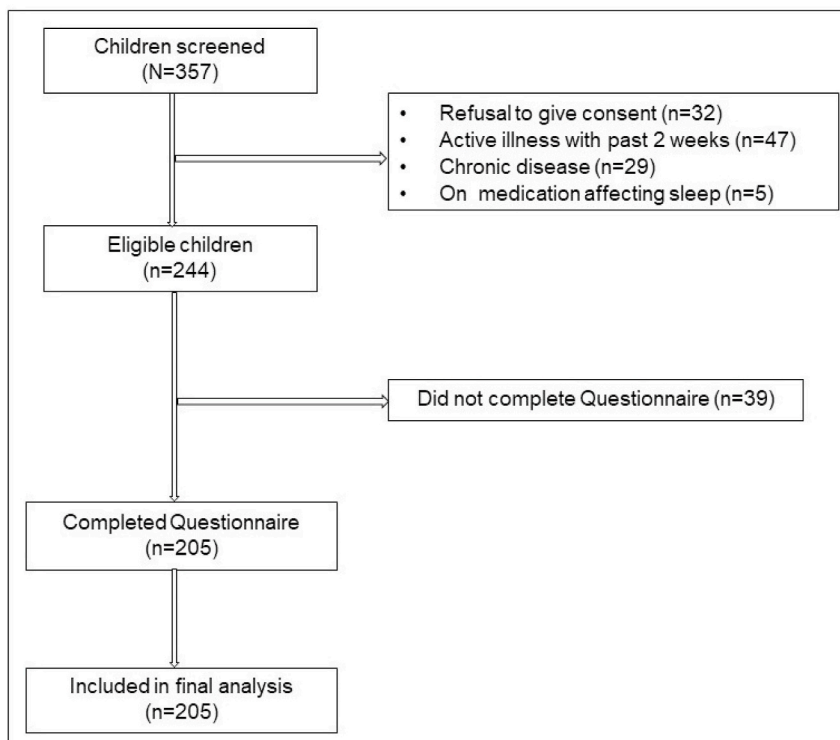 Children screened
(N=357)
• Refusal to give consent (n=32)
• Active illness with past 2 weeks (n=47)
• Chronic disease (n=29)
• On medication affecting sleep (n=5)
Eligible children
(n=244)
Did not complete Questionnaire (n=39)
Completed Questionnaire
(n=205)
Included in final analysis
(n=205)